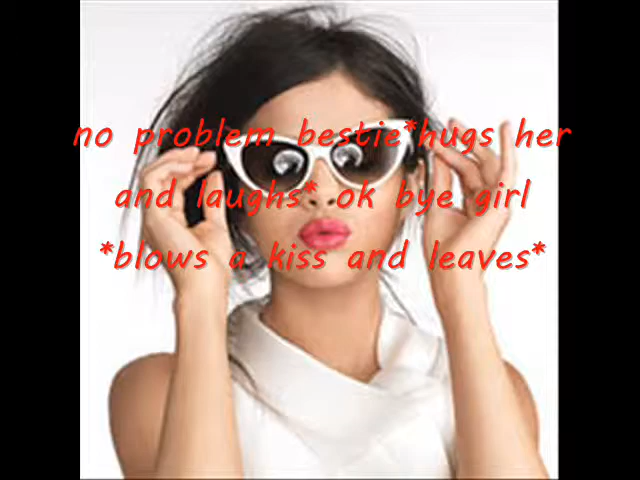 no problem bestie*hugs her
and laughs* ok bye girl
*blows a kiss and leaves*